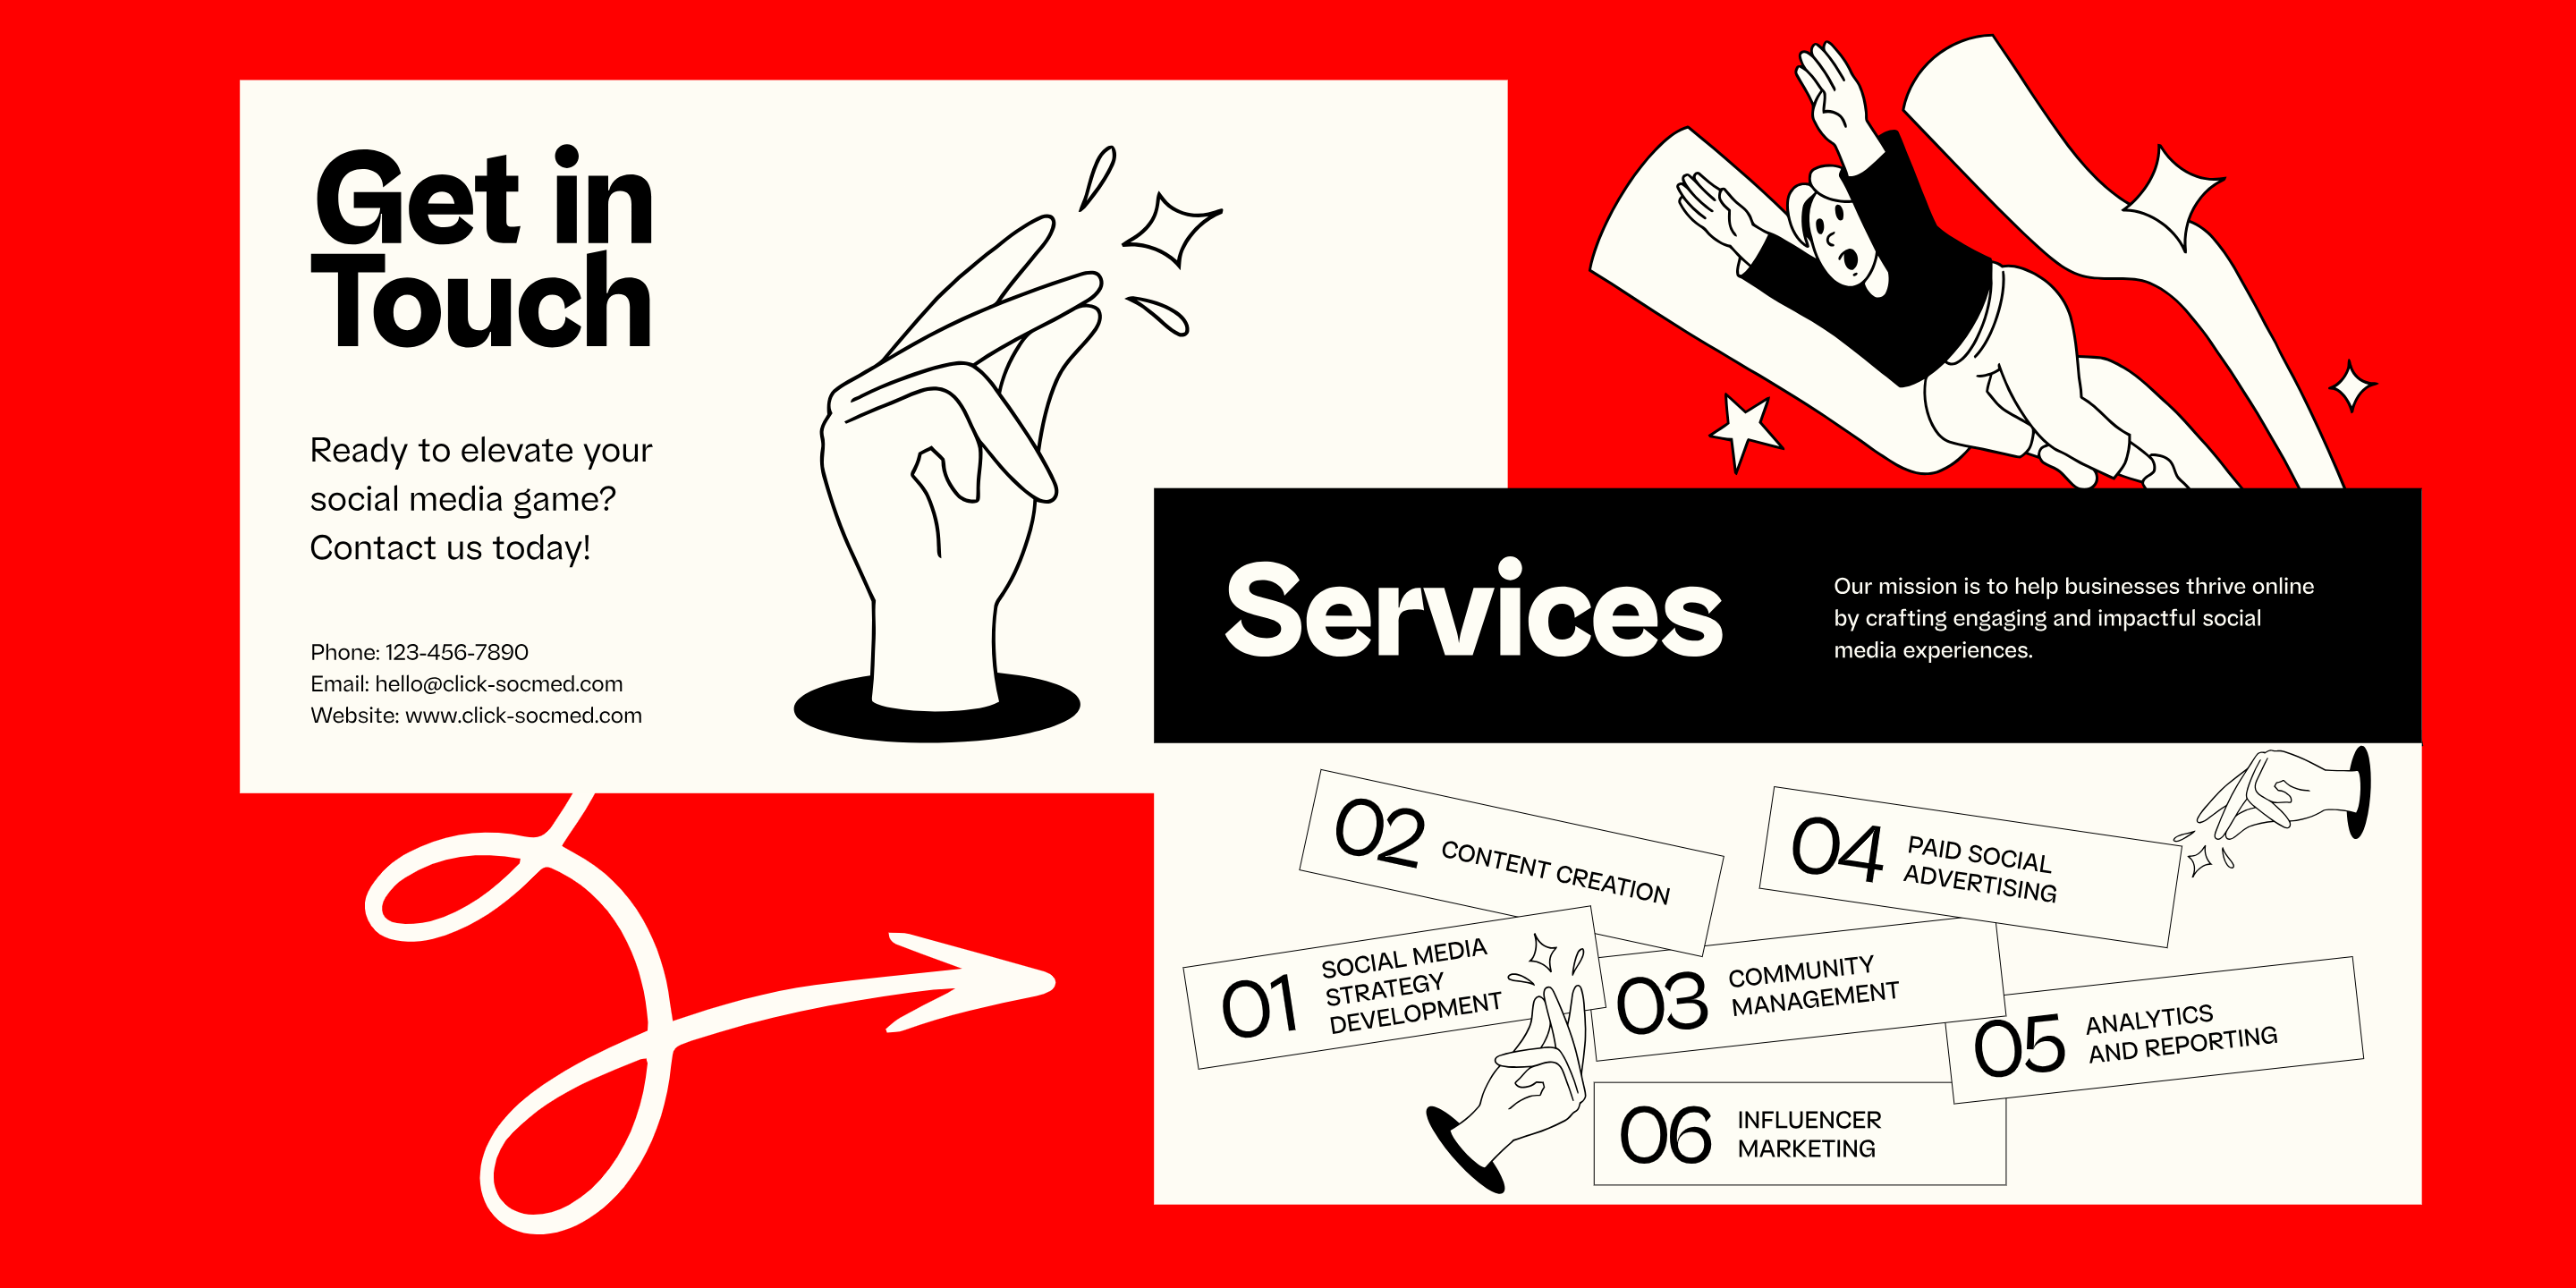 Get in
Touch
Ready to elevate your
social media game?
Contact us today!
Phone: 123-456-7890
Email: hello@click-socmed.com
Website: www.click-socmed.com
Services
Our mission is to help businesses thrive online
by crafting engaging and impactful social
media experiences.
01
SOCIAL MEDIA
STRATEGY
DEVELOPMENT
02
CONTENT CREATION
03
COMMUNITY
MANAGEMENT
04
PAID SOCIAL
ADVERTISING
05
ANALYTICS
AND REPORTING
06
INFLUENCER
MARKETING